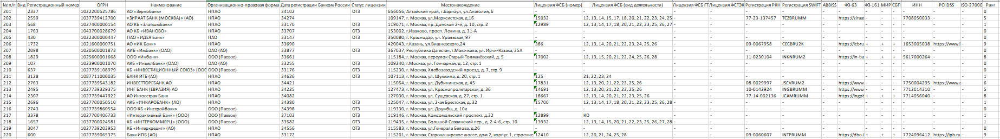 № п/п Вид Регистрационный номер ОГРН Наименование Организационно-правовая форма Дата регистрации Банком России Статус лицензии Местонахождение Лицензия ФСБ (номер) Лицензия ФСБ (вид деятельности) Лицензия ФСБ ГТ Лицензия ФСТЭК Регистрация РКН Регистрация SWIFT ABBISS ФЗ-63 ФЗ-161 МИР СБП ИНН PCI DSS ISO-27000 Ранг
201 2337 1022200525786 АО «Зернобанк» НПАО 34102 ОТЗ 656056, Алтайский край, г.Барнаул, ул.Анатолия, 6 - - - - - - - - - - - - - - 0
202 2559 1037739412700 «ЗИРААТ БАНК (МОСКВА)» (АО) НПАО 34274 109147, г. Москва, ул.Марксистская, д.16 15032 12, 13, 14, 15, 17, 18, 20, 21, 22, 23, 24, 25 - - 77-23-137457 TCZBRUMM - https://ziraat - - - 7708050033 - - 5
203 568 1027400000154 АО КБ «Златкомбанк» НПАО 33170 ОТЗ 119071, г. Москва, пр. Донской 2-й, д. 10, стр. 2 12989 12, 13, 14, 15, 20, 21, 22, 23, 25, 26, 27 - - - - - - - - - - - - 1
204 1763 1043700028679 АО КБ «ИВАНОВО» НПАО 33707 ОТЗ 153002, г.Иваново, просп. Ленина, д. 31-А - - - - - - - - - - - - - - 0
205 430 1022300000447 ПАО «ИДЕЯ Банк» ПАО 33147 ОТЗ 350080, г. Краснодар, ул. Уральская, 97 - - - - - - - - - - - - - - 0
206 1732 1021600000751 АО «ИК Банк» НПАО 33690 420043, г.Казань, ул.Вишневского,24 386 12, 13, 14, 20, 21, 22, 23, 24, 25, 26 - - 09-0067958 CECBRU2K - https://icbru + + + 1653005038 https://www.i - 9
207 2098 1020500001873 АИБ «Имбанк» (ОАО) ОАО (АО) 33877 ОТЗ 367037, Республика Дагестан, г.Махачкала, ул. Ирчи-Казака, 35А - - - - - - - - - - - - - - 0
208 1829 1025600001668 ООО «Инбанк» ООО (Паевое) 33661 115184, г. Москва, переулок Старый Толмачёвский, д. 5 17002 12, 13, 15, 20, 21, 22, 23, 24, 25, 26, 28 - - 11-0230104 INKNRUM2 - https://in-ba + + + 5617000264 - - 8
209 107 1023900001070 АКБ «Инвестбанк» (ОАО) ОАО (АО) 33255 ОТЗ 109240, г. Москва, ул. Гончарная, д. 12, стр. 1 - - - - - - - - - - - - - - 0
210 637 1027739108979 КБ «ИНВЕСТИЦИОННЫЙ СОЮЗ» (ООО ООО (Паевое) 33176 ОТЗ 115230, г. Москва, Хлебозаводский проезд, д. 7, стр. 9 - - - - - - - - - - - - - - 0
211 3128 1087711000035 БАНК ИТБ (АО) НПАО 34626 ОТЗ 107113, г. Москва, ул. Шумкина, д. 20, стр. 1 125 21, 22, 23, 24 - - - - - - - - - - - - 1
212 2763 1027739543182 ИНВЕСТТОРГБАНК АО НПАО 34421 115054, г. Москва, ул. Дубининская, д. 45 17831 12, 13, 20, 21, 22, 23, 25, 26 - - 08-0029997 JSCVRUM2 - https://www. - - - 7750004295 https://www. - 6
213 2495 1027739329375 ИНГ БАНК (ЕВРАЗИЯ) АО НПАО 34225 127473, г. Москва, ул. Краснопролетарская, д. 36 14691 12, 13, 20, 21, 22, 23, 25, 26 - - 10-0142924 INGBRUMM - https://www. - - - 7712014310 - - 5
214 2307 1027739447922 АО Ингосстрах Банк НПАО 34082 127030, г. Москва, ул. Сущевская, д. 27, стр. 1 18667 12, 13, 14, 20, 21, 22, 23, 25, 26 - - 77-14-002136 JCAMRUMM - https://ingob + + + 7714056040 - - 8
215 2696 1027700050510 АКБ «ИНКАРОБАНК» (АО) НПАО 34380 ОТЗ 125047, г. Москва, ул. 2-ая Брестская, д. 32 15700 12, 13, 14, 17, 18, 20, 21, 22, 23, 25, 26, 28 - - - - - - - - - - - - 1
216 2743 1027739860554 ООО КБ «Инстройбанк» ООО (Паевое) 34398 ОТЗ 119330, г. Москва, ул. Дружбы, д. 10а - - - - - - - - - - - - - - 0
217 3378 1027700406733 «Интерактивный Банк» (ООО) ООО (Паевое) 37103 ОТЗ 119146, г. Москва, Комсомольский проспект. д.32 12899 КО - - - - - - - - - - - - 1
218 1657 1037700024581 КБ «ИНТЕРКОММЕРЦ» (ООО) ООО (Паевое) 33582 ОТЗ 119435, г. Москва, Большой Саввинский пер., д. 2-4-6, стр. 10 13932 12, 13, 14, 15, 20, 21, 22, 23, 25, 26, 27, 28 - - - - - - - - - - - - 1
219 3047 1027739203953 КБ «Интеркредит» (АО) НПАО 34556 ОТЗ 115583, г. Москва, ул.Генерала Белова, д.26 - - - - - - - - - - - - - - 0
220 600 1027739065375 Банк ИПБ (АО) НПАО 33172 115201, г. Москва, Старокаширское шоссе, дом 2, корпус 1, строение 12410 12, 20, 21, 24, 25, 28 - - 09-0060607 INTPRUMM - https://dbo.i + + + 7724096412 https://ipb.ru - 9